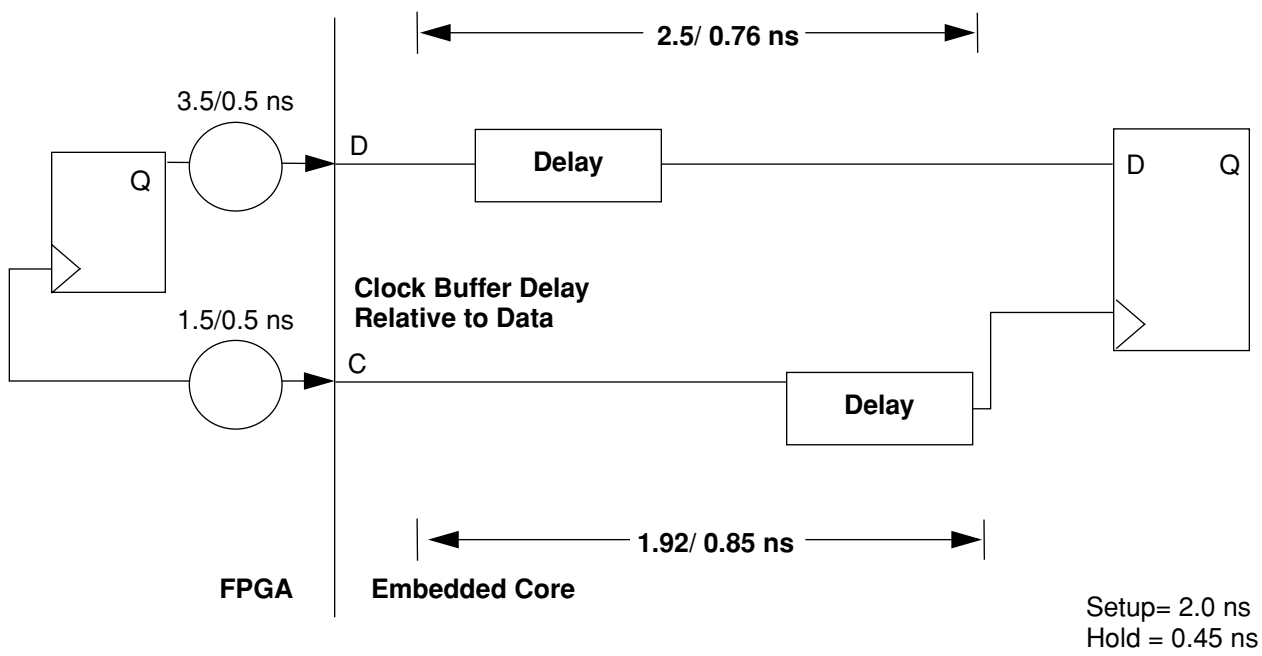 2.5/ 0.76 ns
3.5/0.5 ns
Q
D
Delay
D
Q
Clock Buffer Delay
Relative to Data
1.5/0.5 ns
C
Delay
1.92/ 0.85 ns
FPGA
Embedded Core
Setup= 2.0 ns
Hold = 0.45 ns